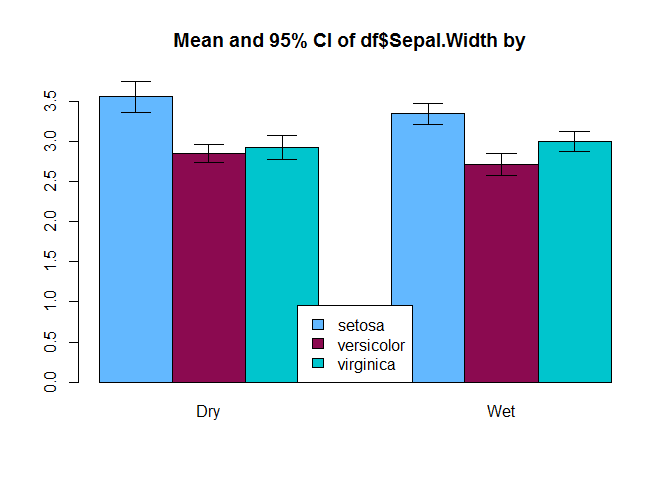 Mean and 95% CI of df$Sepal.Width by
3.5
3.0
2.5
2.0
1.5
1.0
0.5
0.0
setosa
versicolor
virginica
Dry
Wet